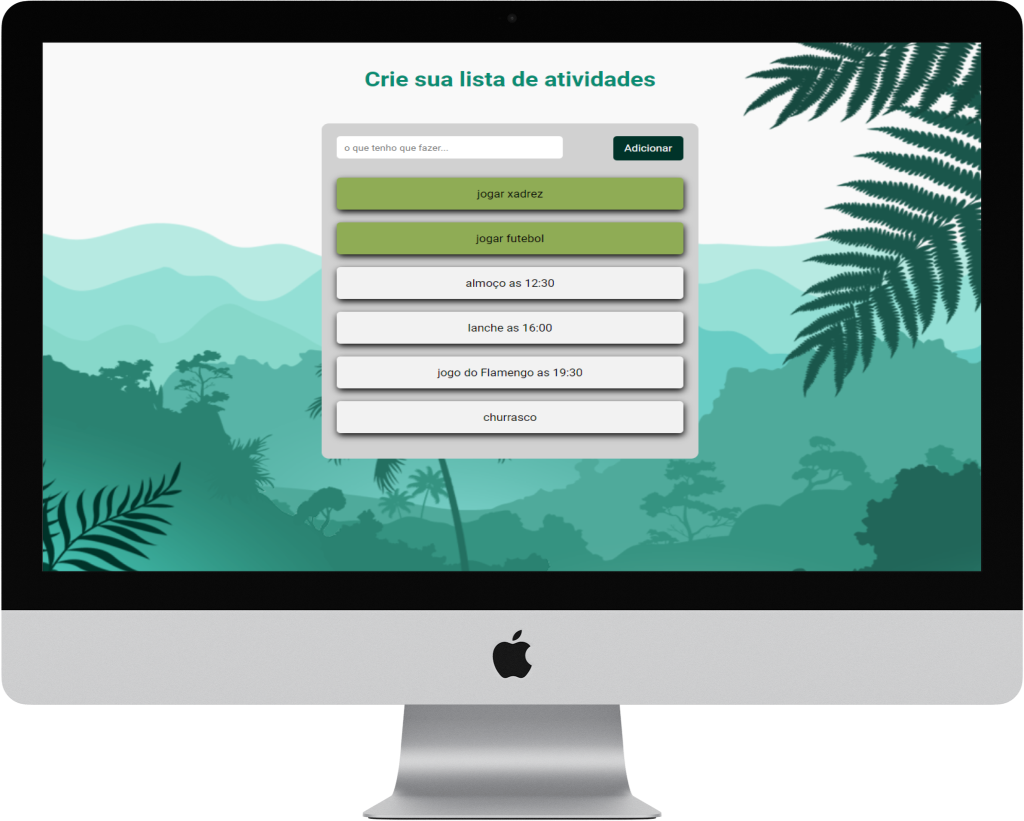 Crie sua lista de atividades
o que tenho que fazer...
Adicionar
jogar xadrez
jogar futebol
almoço as 12:30
lanche as 16:00
jogo do Flamengo as 19:30
churrasco